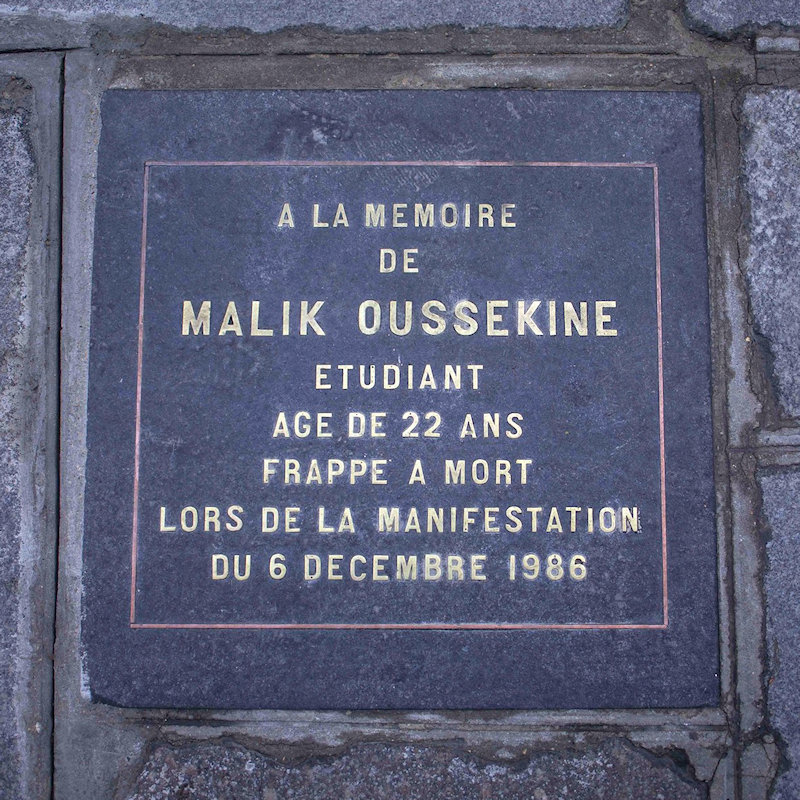 A LA MEMOIRE
DE
MALIK OUSSEKINE
ETUDIANT
AGE DE 22 ANS
FRAPPE A MORT
LORS DE LA MANIFESTATION
DU 6 DECEMBRE 1986